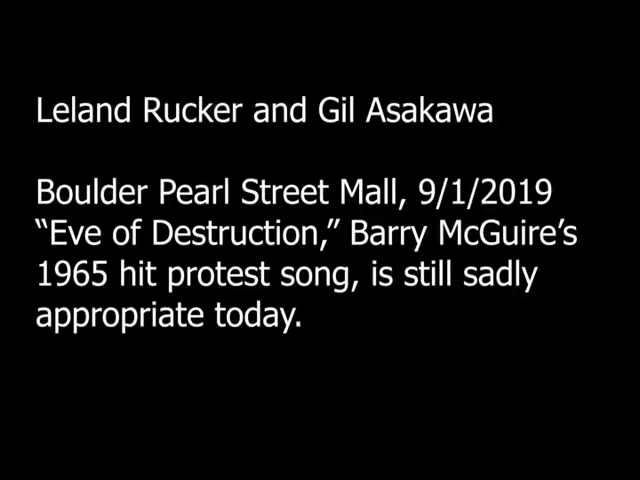 Leland Rucker and Gil Asakawa
Boulder Pearl Street Mall, 9/1/2019
“Eve of Destruction,” Barry McGuire’s
1965 hit protest song, is still sadly
appropriate today.